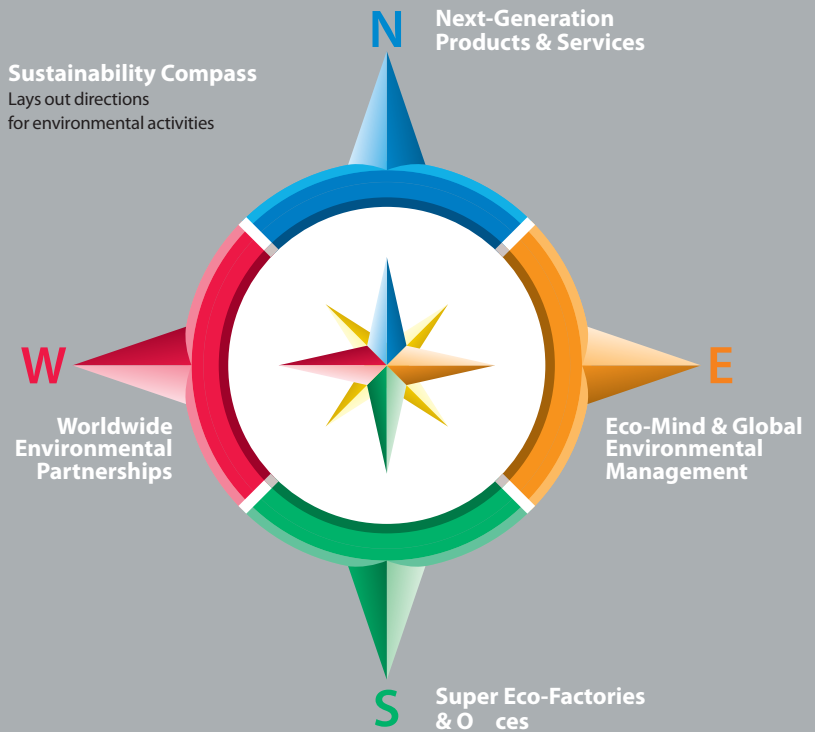 N
Next-Generation
Products & Services
Sustainability Compass
Lays out directions
for environmental activities
W
Worldwide
Environmental
Partnerships
E
Eco-Mind & Global
Environmental
Management
S
Super Eco-Factories
& O ces